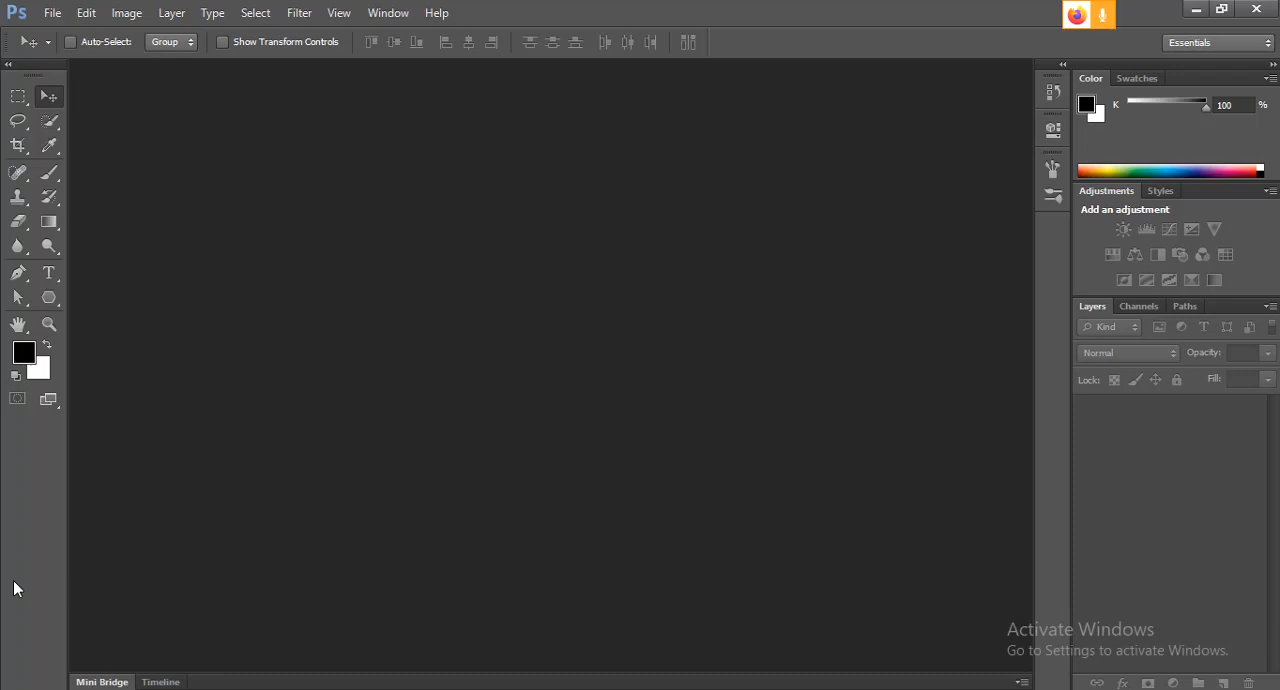 Ps File Edit Image Layer Type Select Filter View Window Help
Auto-Select: Group Show Transform Controls Essentials
Color Swatches
K 100 %
Adjustments Styles
Add an adjustment
T
Layers Channels Paths
Kind T
Normal Opacity:
Lock: Fill:
Activate Windows
Go to Settings to activate Windows.
Mini Bridge Timeline fx